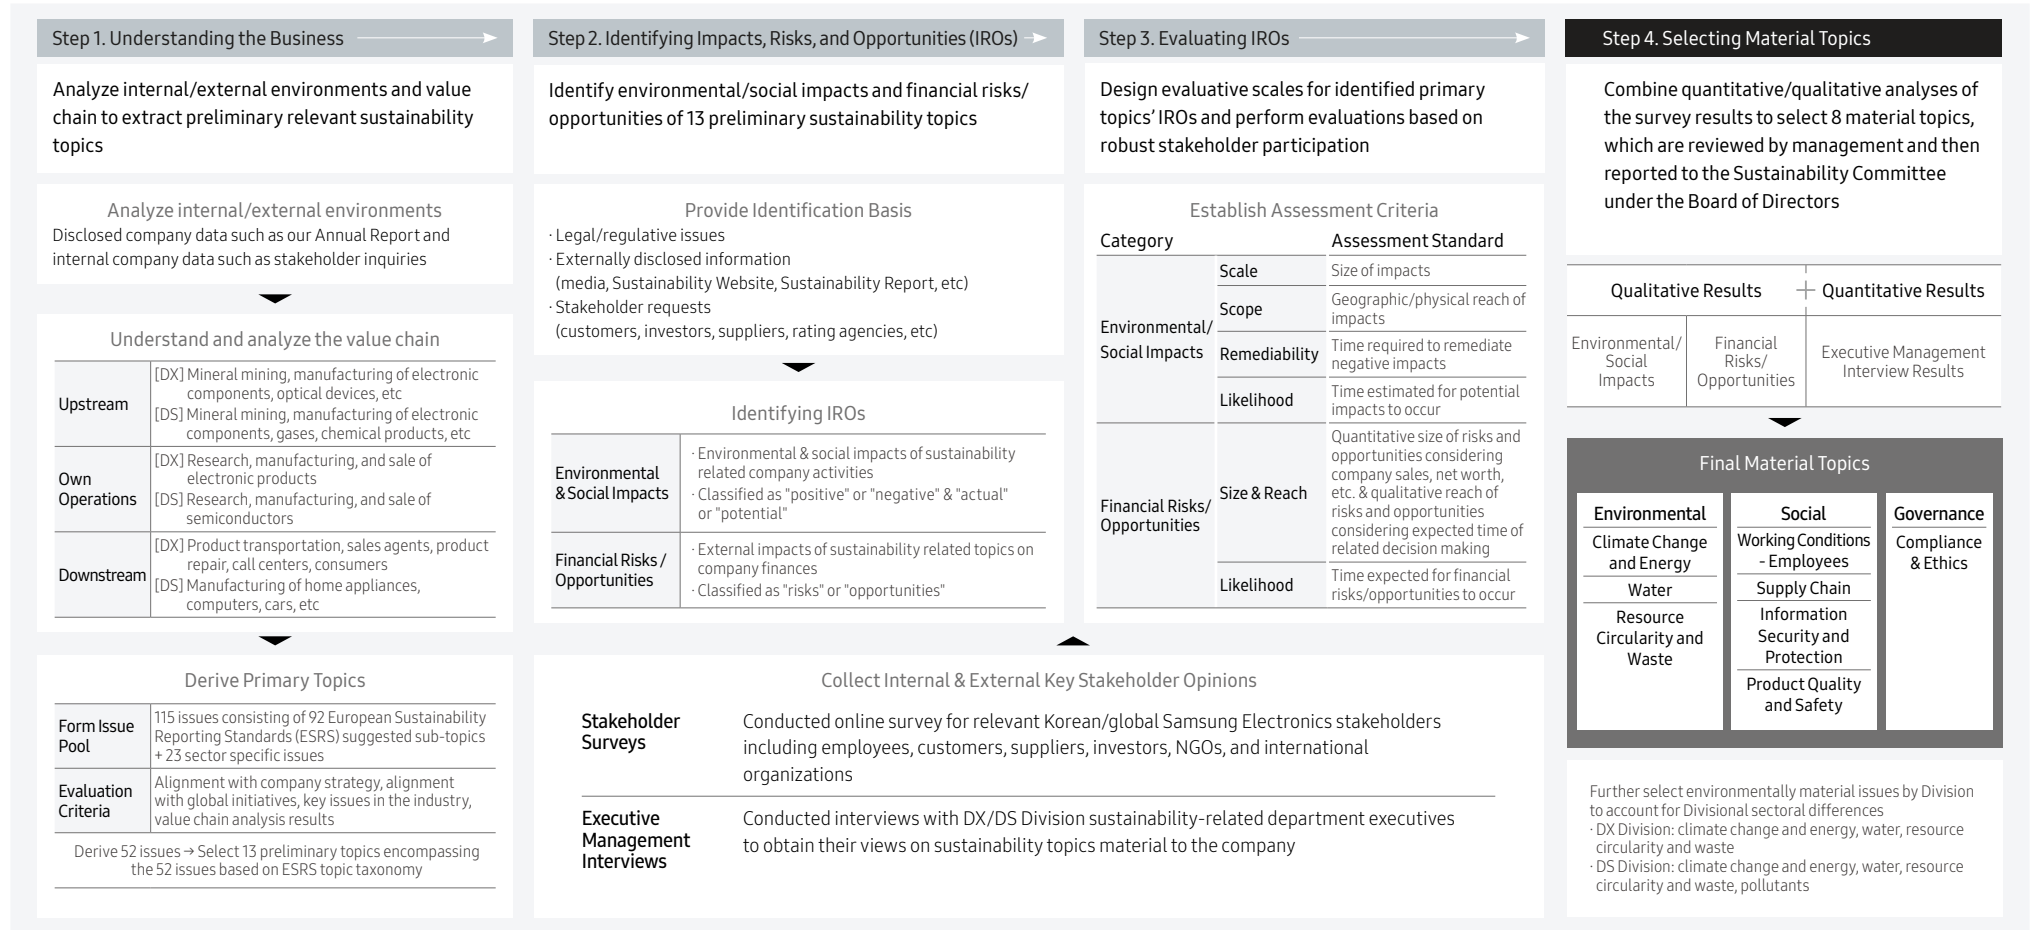 Step 1. Understanding the Business
Analyze internal/external environments and value
chain to extract preliminary relevant sustainability
topics
Analyze internal/external environments
Disclosed company data such as our Annual Report and
internal company data such as stakeholder inquiries
Understand and analyze the value chain
Upstream
[DX] Mineral mining, manufacturing of electronic
components, optical devices, etc
[DS] Mineral mining, manufacturing of electronic
components, gases, chemical products, etc
Own
Operations
[DX] Research, manufacturing, and sale of
electronic products
[DS] Research, manufacturing, and sale of
semiconductors
Downstream
[DX] Product transportation, sales agents, product
repair, call centers, consumers
[DS] Manufacturing of home appliances,
computers, cars, etc
Derive Primary Topics
Form Issue
Pool
115 issues consisting of 92 European Sustainability
Reporting Standards (ESRS) suggested sub-topics
+ 23 sector specific issues
Evaluation
Criteria
Alignment with company strategy, alignment
with global initiatives, key issues in the industry,
value chain analysis results
Derive 52 issues → Select 13 preliminary topics encompassing
the 52 issues based on ESRS topic taxonomy
Step 2. Identifying Impacts, Risks, and Opportunities (IROs)
Identify environmental/social impacts and financial risks/
opportunities of 13 preliminary sustainability topics
Provide Identification Basis
· Legal/regulative issues
· Externally disclosed information
(media, Sustainability Website, Sustainability Report, etc)
· Stakeholder requests
(customers, investors, suppliers, rating agencies, etc)
Identifying IROs
Environmental
& Social Impacts
· Environmental & social impacts of sustainability
related company activities
· Classified as "positive" or "negative" & "actual"
or "potential"
Financial Risks /
Opportunities
· External impacts of sustainability related topics on
company finances
· Classified as "risks" or "opportunities"
Step 3. Evaluating IROs
Design evaluative scales for identified primary
topics' IROs and perform evaluations based on
robust stakeholder participation
Establish Assessment Criteria
Category
Assessment Standard
Environmental/
Social Impacts
Scale
Size of impacts
Scope
Geographic/physical reach of
impacts
Remediability
Time required to remediate
negative impacts
Likelihood
Time estimated for potential
impacts to occur
Financial Risks/
Opportunities
Size & Reach
Quantitative size of risks and
opportunities considering
company sales, net worth,
etc. & qualitative reach of
risks and opportunities
considering expected time of
related decision making
Likelihood
Time expected for financial
risks/opportunities to occur
Collect Internal & External Key Stakeholder Opinions
Stakeholder
Surveys
Conducted online survey for relevant Korean/global Samsung Electronics stakeholders
including employees, customers, suppliers, investors, NGOs, and international
organizations
Executive
Management
Interviews
Conducted interviews with DX/DS Division sustainability-related department executives
to obtain their views on sustainability topics material to the company
Step 4. Selecting Material Topics
Combine quantitative/qualitative analyses of
the survey results to select 8 material topics,
which are reviewed by management and then
reported to the Sustainability Committee
under the Board of Directors
Qualitative Results + Quantitative Results
Environmental/
Social
Impacts
Financial
Risks/
Opportunities
Executive Management
Interview Results
Final Material Topics
Environmental
Climate Change
and Energy
Water
Resource
Circularity and
Waste
Social
Working Conditions
- Employees
Supply Chain
Information
Security and
Protection
Product Quality
and Safety
Governance
Compliance
& Ethics
Further select environmentally material issues by Division
to account for Divisional sectoral differences
· DX Division: climate change and energy, water, resource
circularity and waste
· DS Division: climate change and energy, water, resource
circularity and waste, pollutants